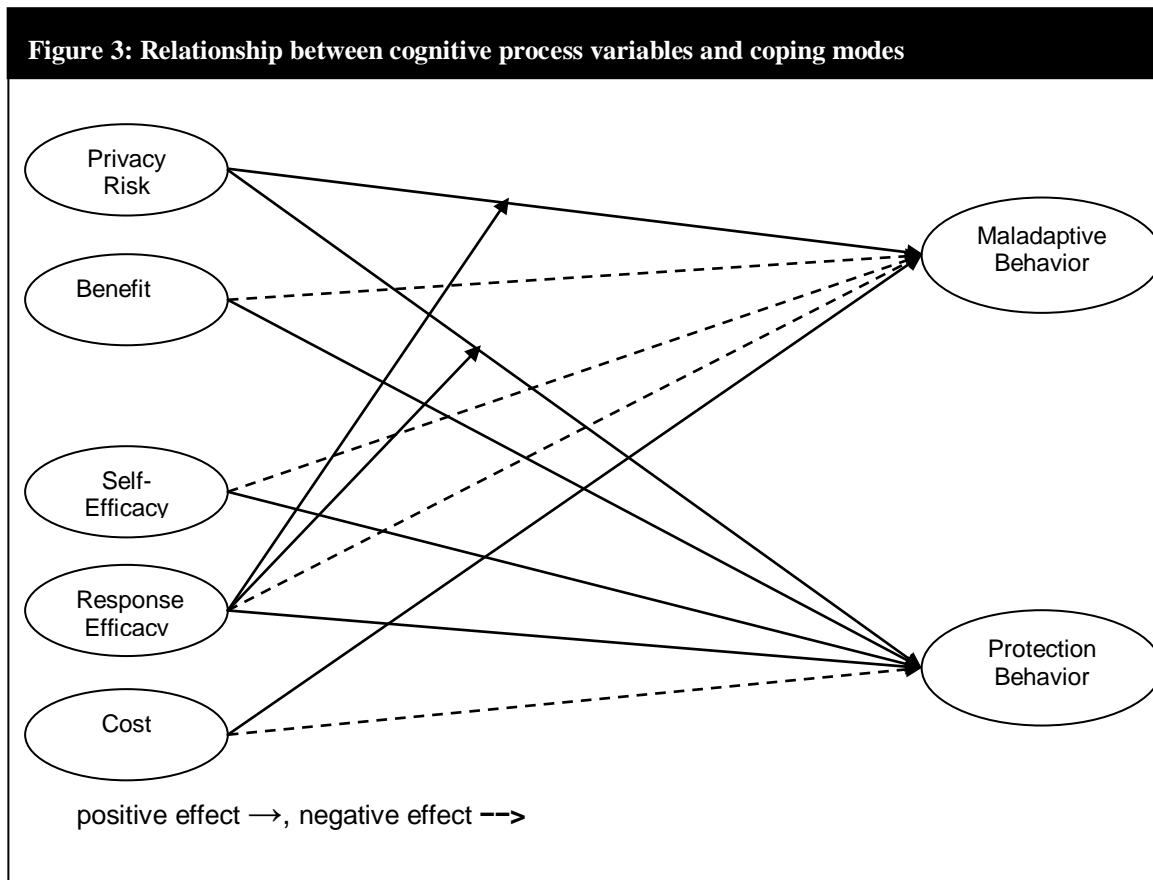 Figure 3: Relationship between cognitive process variables and coping modes
Privacy
Risk
Benefit
Self-
Efficacy
Response
Efficacy
Cost
Maladaptive
Behavior
Protection
Behavior
positive effect →, negative effect -->